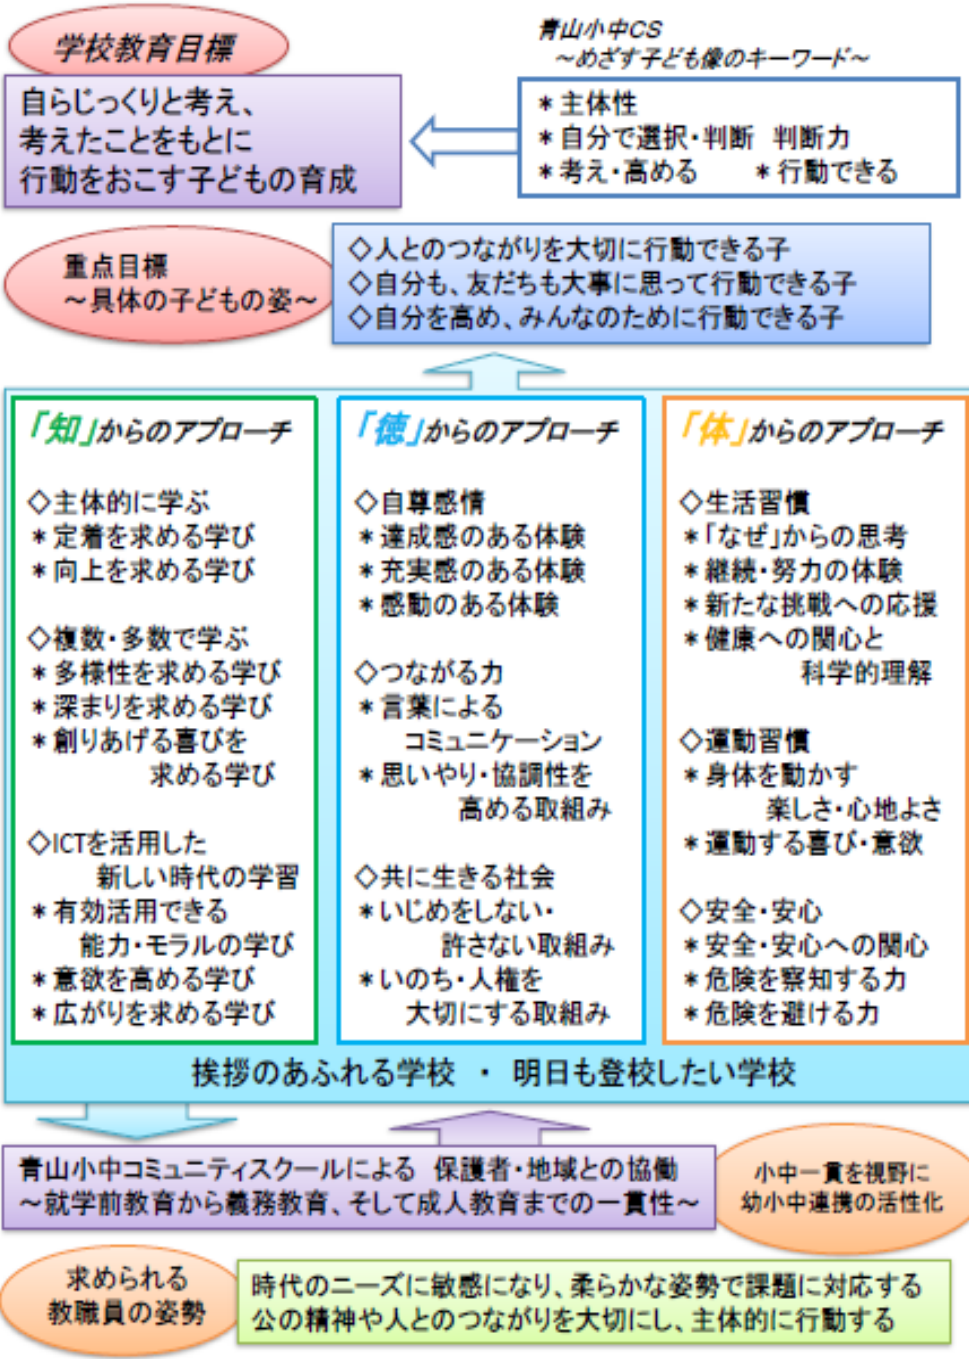 学校教育目標
自らじっくりと考え、
考えたことをもとに
行動をおこす子どもの育成
青山小中CS
～めざす子ども像のキーワード～
＊主体性
＊自分で選択・判断 判断力
＊考え・高める ＊行動できる
重点目標
～具体の子どもの姿～
◇人とのつながりを大切に行動できる子
◇自分も、友だちも大事に思って行動できる子
◇自分を高め、みんなのために行動できる子
「知」からのアプローチ
◇主体的に学ぶ
＊定着を求める学び
＊向上を求める学び
◇複数・多数で学ぶ
＊多様性を求める学び
＊深まりを求める学び
＊創りあげる喜びを
求める学び
◇ICTを活用した
新しい時代の学習
＊有効活用できる
能力・モラルの学び
＊意欲を高める学び
＊広がりを求める学び
「徳」からのアプローチ
◇自尊感情
＊達成感のある体験
＊充実感のある体験
＊感動のある体験
◇つながる力
＊言葉による
コミュニケーション
＊思いやり・協調性を
高める取組み
◇共に生きる社会
＊いじめをしない・
許さない取組み
＊いのち・人権を
大切にする取組み
「体」からのアプローチ
◇生活習慣
＊「なぜ」からの思考
＊継続・努力の体験
＊新たな挑戦への応援
＊健康への関心と
科学的理解
◇運動習慣
＊身体を動かす
楽しさ・心地よさ
＊運動する喜び・意欲
◇安全・安心
＊安全・安心への関心
＊危険を察知する力
＊危険を避ける力
挨拶のあふれる学校 ・ 明日も登校したい学校
青山小中コミュニティスクールによる 保護者・地域との協働
～就学前教育から義務教育、そして成人教育までの一貫性～
小中一貫を視野に
幼小中連携の活性化
求められる
教職員の姿勢
時代のニーズに敏感になり、柔らかな姿勢で課題に対応する
公の精神や人とのつながりを大切にし、主体的に行動する